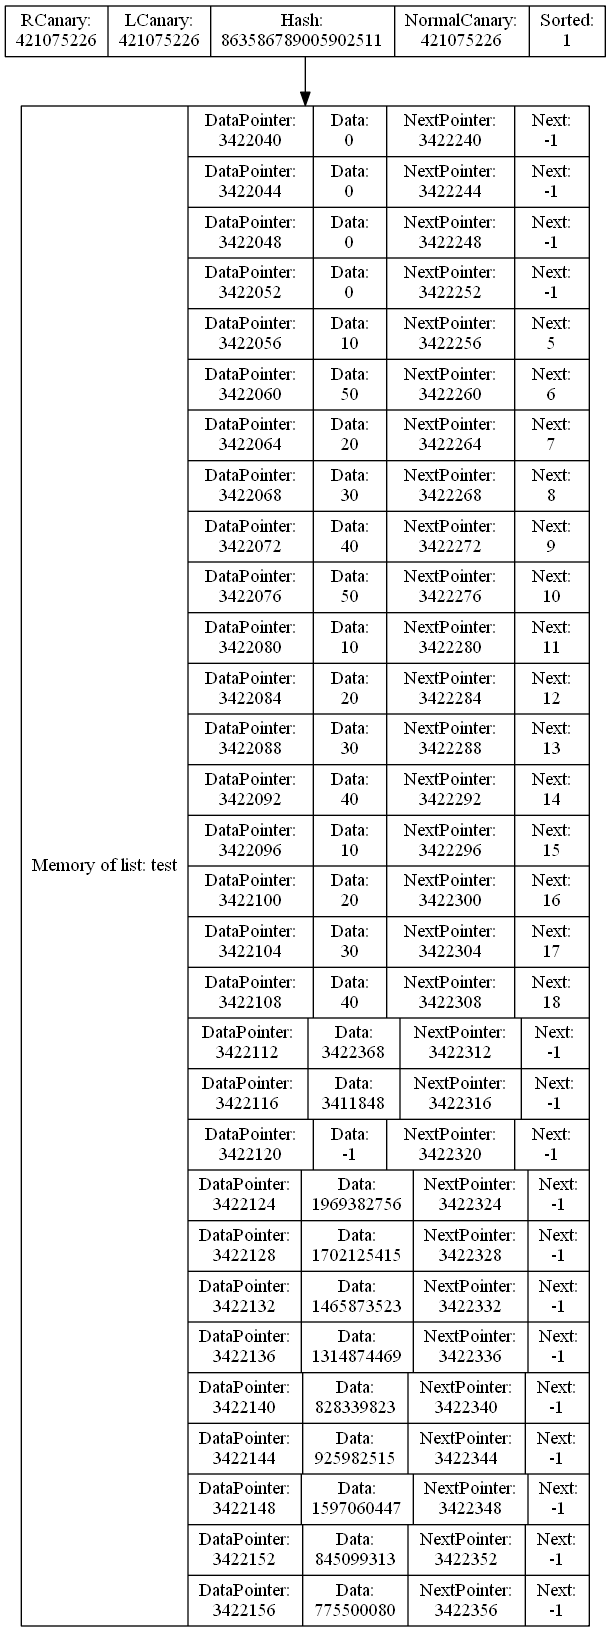 RCanary: LCanary: Hash: NormalCanary: Sorted:
421075226 421075226 863586789005902511 421075226 1
DataPointer: Data: NextPointer: Next:
3422040 0 3422240 -1
DataPointer: Data: NextPointer: Next:
3422044 0 3422244 -1
DataPointer: Data: NextPointer: Next:
3422048 0 3422248 -1
DataPointer: Data: NextPointer: Next:
3422052 0 3422252 -1
DataPointer: Data: NextPointer: Next:
3422056 10 3422256 5
DataPointer: Data: NextPointer: Next:
3422060 50 3422260 6
DataPointer: Data: NextPointer: Next:
3422064 20 3422264 7
DataPointer: Data: NextPointer: Next:
3422068 30 3422268 8
DataPointer: Data: NextPointer: Next:
3422072 40 3422272 9
DataPointer: Data: NextPointer: Next:
3422076 50 3422276 10
DataPointer: Data: NextPointer: Next:
3422080 10 3422280 11
DataPointer: Data: NextPointer: Next:
3422084 20 3422284 12
DataPointer: Data: NextPointer: Next:
3422088 30 3422288 13
DataPointer: Data: NextPointer: Next:
3422092 40 3422292 14
DataPointer: Data: NextPointer: Next:
3422096 10 3422296 15
Memory of list: test
DataPointer: Data: NextPointer: Next:
3422100 20 3422300 16
DataPointer: Data: NextPointer: Next:
3422104 30 3422304 17
DataPointer: Data: NextPointer: Next:
3422108 40 3422308 18
DataPointer: Data: NextPointer: Next:
3422112 3422368 3422312 -1
DataPointer: Data: NextPointer: Next:
3422116 3411848 3422316 -1
DataPointer: Data: NextPointer: Next:
3422120 -1 3422320 -1
DataPointer: Data: NextPointer: Next:
3422124 1969382756 3422324 -1
DataPointer: Data: NextPointer: Next:
3422128 1702125415 3422328 -1
DataPointer: Data: NextPointer: Next:
3422132 1465873523 3422332 -1
DataPointer: Data: NextPointer: Next:
3422136 1314874469 3422336 -1
DataPointer: Data: NextPointer: Next:
3422140 828339823 3422340 -1
DataPointer: Data: NextPointer: Next:
3422144 925982515 3422344 -1
DataPointer: Data: NextPointer: Next:
3422148 1597060447 3422348 -1
DataPointer: Data: NextPointer: Next:
3422152 845099313 3422352 -1
DataPointer: Data: NextPointer: Next:
3422156 775500080 3422356 -1